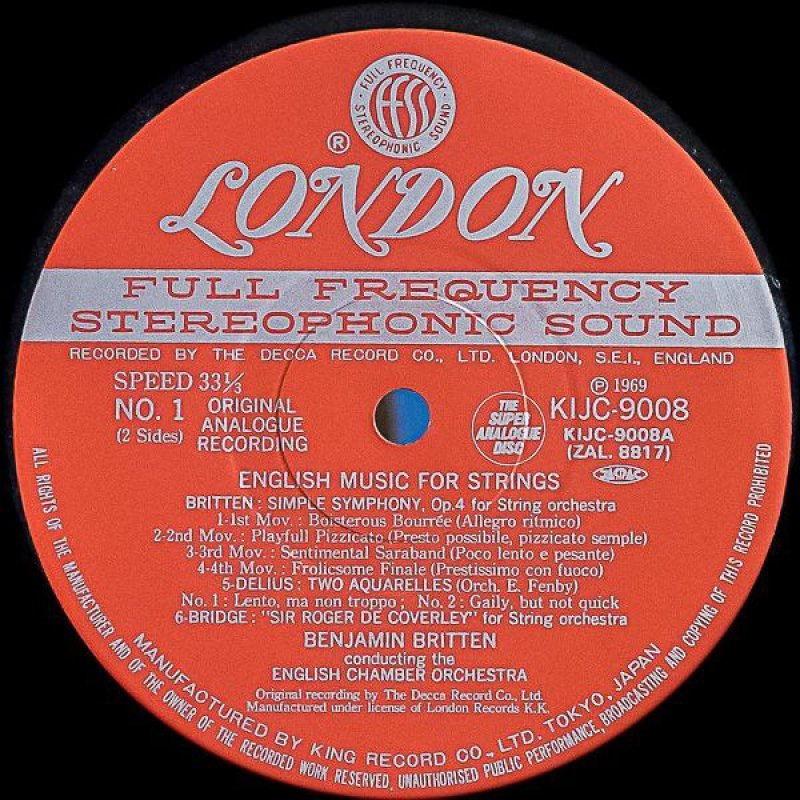 FULL FREQUENCY
STEREOPHONIC SOUND
FFSS
®
LONDON
FULL FREQUENCY
STEREOPHONIC SOUND
RECORDED BY THE DECCA RECORD CO., LTD. LONDON, S.E.I., ENGLAND
SPEED 33⅓
NO. 1
(2 Sides)
ORIGINAL
ANALOGUE
RECORDING
THE
SUPER
ANALOGUE
DISC
Ⓟ 1969
KIJC-9008
KIJC-9008A
(ZAL. 8817)
JASRAC
ENGLISH MUSIC FOR STRINGS
BRITTEN : SIMPLE SYMPHONY, Op.4 for String orchestra
1-1st Mov. : Boisterous Bourrée (Allegro ritmico)
2-2nd Mov. : Playfull Pizzicato (Presto possibile, pizzicato semple)
3-3rd Mov. : Sentimental Saraband (Poco lento e pesante)
4-4th Mov. : Frolicsome Finale (Prestissimo con fuoco)
5-DELIUS : TWO AQUARELLES (Orch. E. Fenby)
No. 1 : Lento, ma non troppo ; No. 2 : Gaily, but not quick
6-BRIDGE : "SIR ROGER DE COVERLEY" for String orchestra
BENJAMIN BRITTEN
conducting the
ENGLISH CHAMBER ORCHESTRA
Original recording by The Decca Record Co., Ltd.
Manufactured under license of London Records K.K.
MANUFACTURED BY KING RECORD CO., LTD. TOKYO, JAPAN
ALL RIGHTS OF THE MANUFACTURER AND OF THE OWNER OF THE RECORDED WORK RESERVED, UNAUTHORISED PUBLIC PERFORMANCE, BROADCASTING AND COPYING OF THIS RECORD PROHIBITED